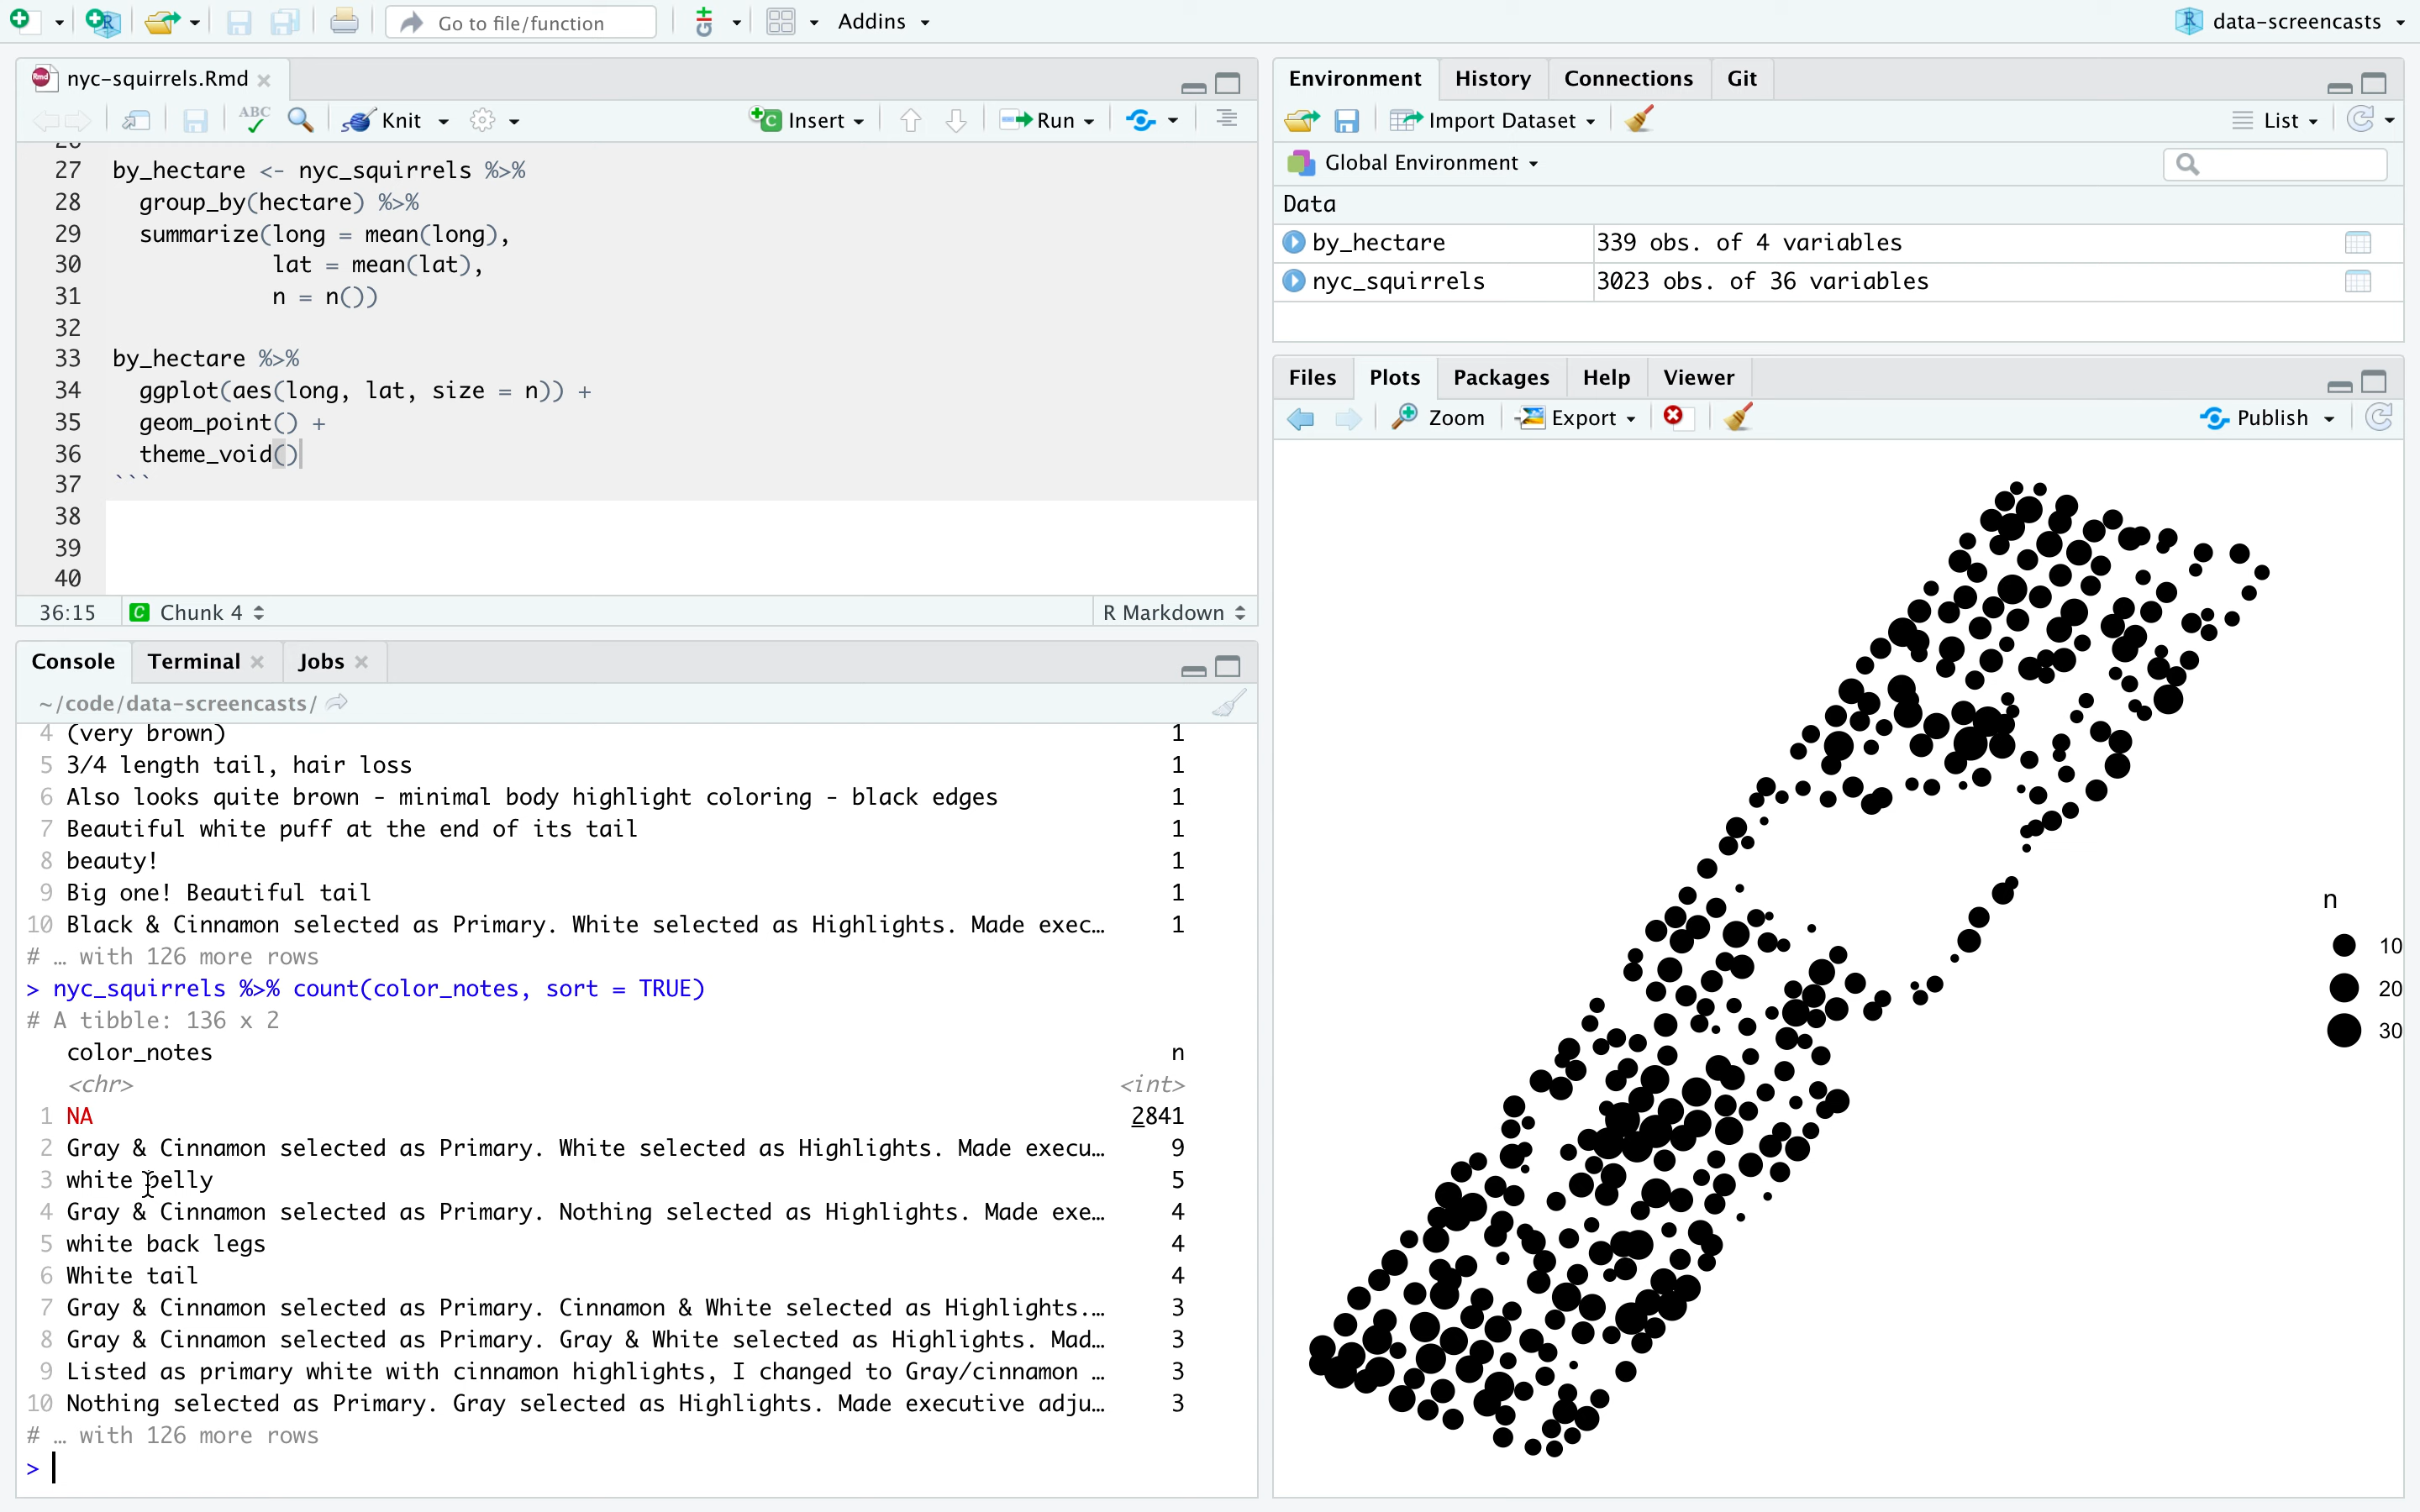 Go to file/function
Addins
data-screencasts
nyc-squirrels.Rmd
ABC
Knit
Insert
Run
27 by_hectare <- nyc_squirrels %>%
28 group_by(hectare) %>%
29 summarize(long = mean(long),
30 lat = mean(lat),
31 n = n())
32
33 by_hectare %>%
34 ggplot(aes(long, lat, size = n)) +
35 geom_point() +
36 theme_void()
37 ```
38
39
40
36:15 C Chunk 4 R Markdown
Console Terminal Jobs
~/code/data-screencasts/
4 (very brown) 1
5 3/4 length tail, hair loss 1
6 Also looks quite brown - minimal body highlight coloring - black edges 1
7 Beautiful white puff at the end of its tail 1
8 beauty! 1
9 Big one! Beautiful tail 1
10 Black & Cinnamon selected as Primary. White selected as Highlights. Made exec… 1
# … with 126 more rows
> nyc_squirrels %>% count(color_notes, sort = TRUE)
# A tibble: 136 x 2
color_notes n
<chr> <int>
1 NA 2841
2 Gray & Cinnamon selected as Primary. White selected as Highlights. Made execu… 9
3 white belly 5
4 Gray & Cinnamon selected as Primary. Nothing selected as Highlights. Made exe… 4
5 white back legs 4
6 White tail 4
7 Gray & Cinnamon selected as Primary. Cinnamon & White selected as Highlights.… 3
8 Gray & Cinnamon selected as Primary. Gray & White selected as Highlights. Mad… 3
9 Listed as primary white with cinnamon highlights, I changed to Gray/cinnamon … 3
10 Nothing selected as Primary. Gray selected as Highlights. Made executive adju… 3
# … with 126 more rows
>
Environment History Connections Git
Import Dataset List
Global Environment
Data
by_hectare 339 obs. of 4 variables
nyc_squirrels 3023 obs. of 36 variables
Files Plots Packages Help Viewer
Zoom Export Publish
n
10
20
30